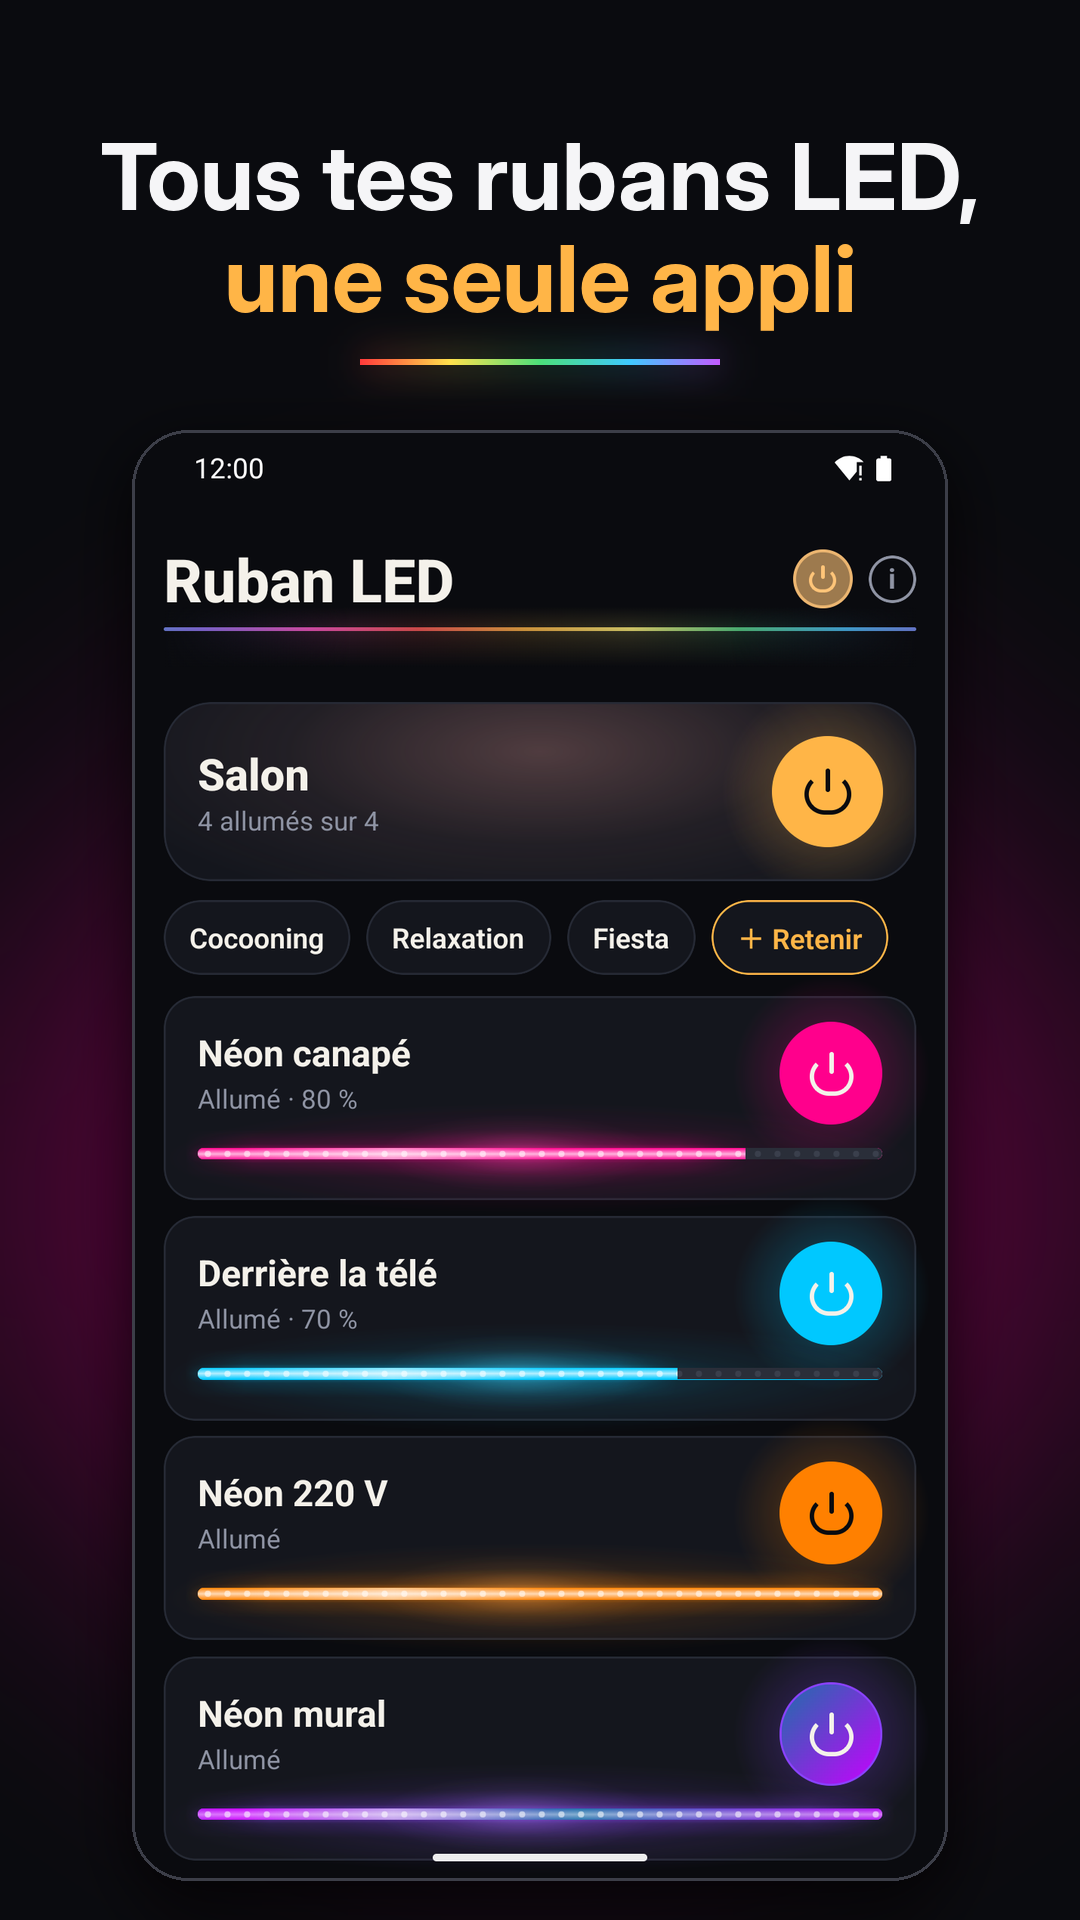 Tous tes rubans LED,
une seule appli
12:00
Ruban LED
Salon
4 allumés sur 4
Cocooning
Relaxation
Fiesta
+ Retenir
Néon canapé
Allumé · 80 %
Derrière la télé
Allumé · 70 %
Néon 220 V
Allumé
Néon mural
Allumé